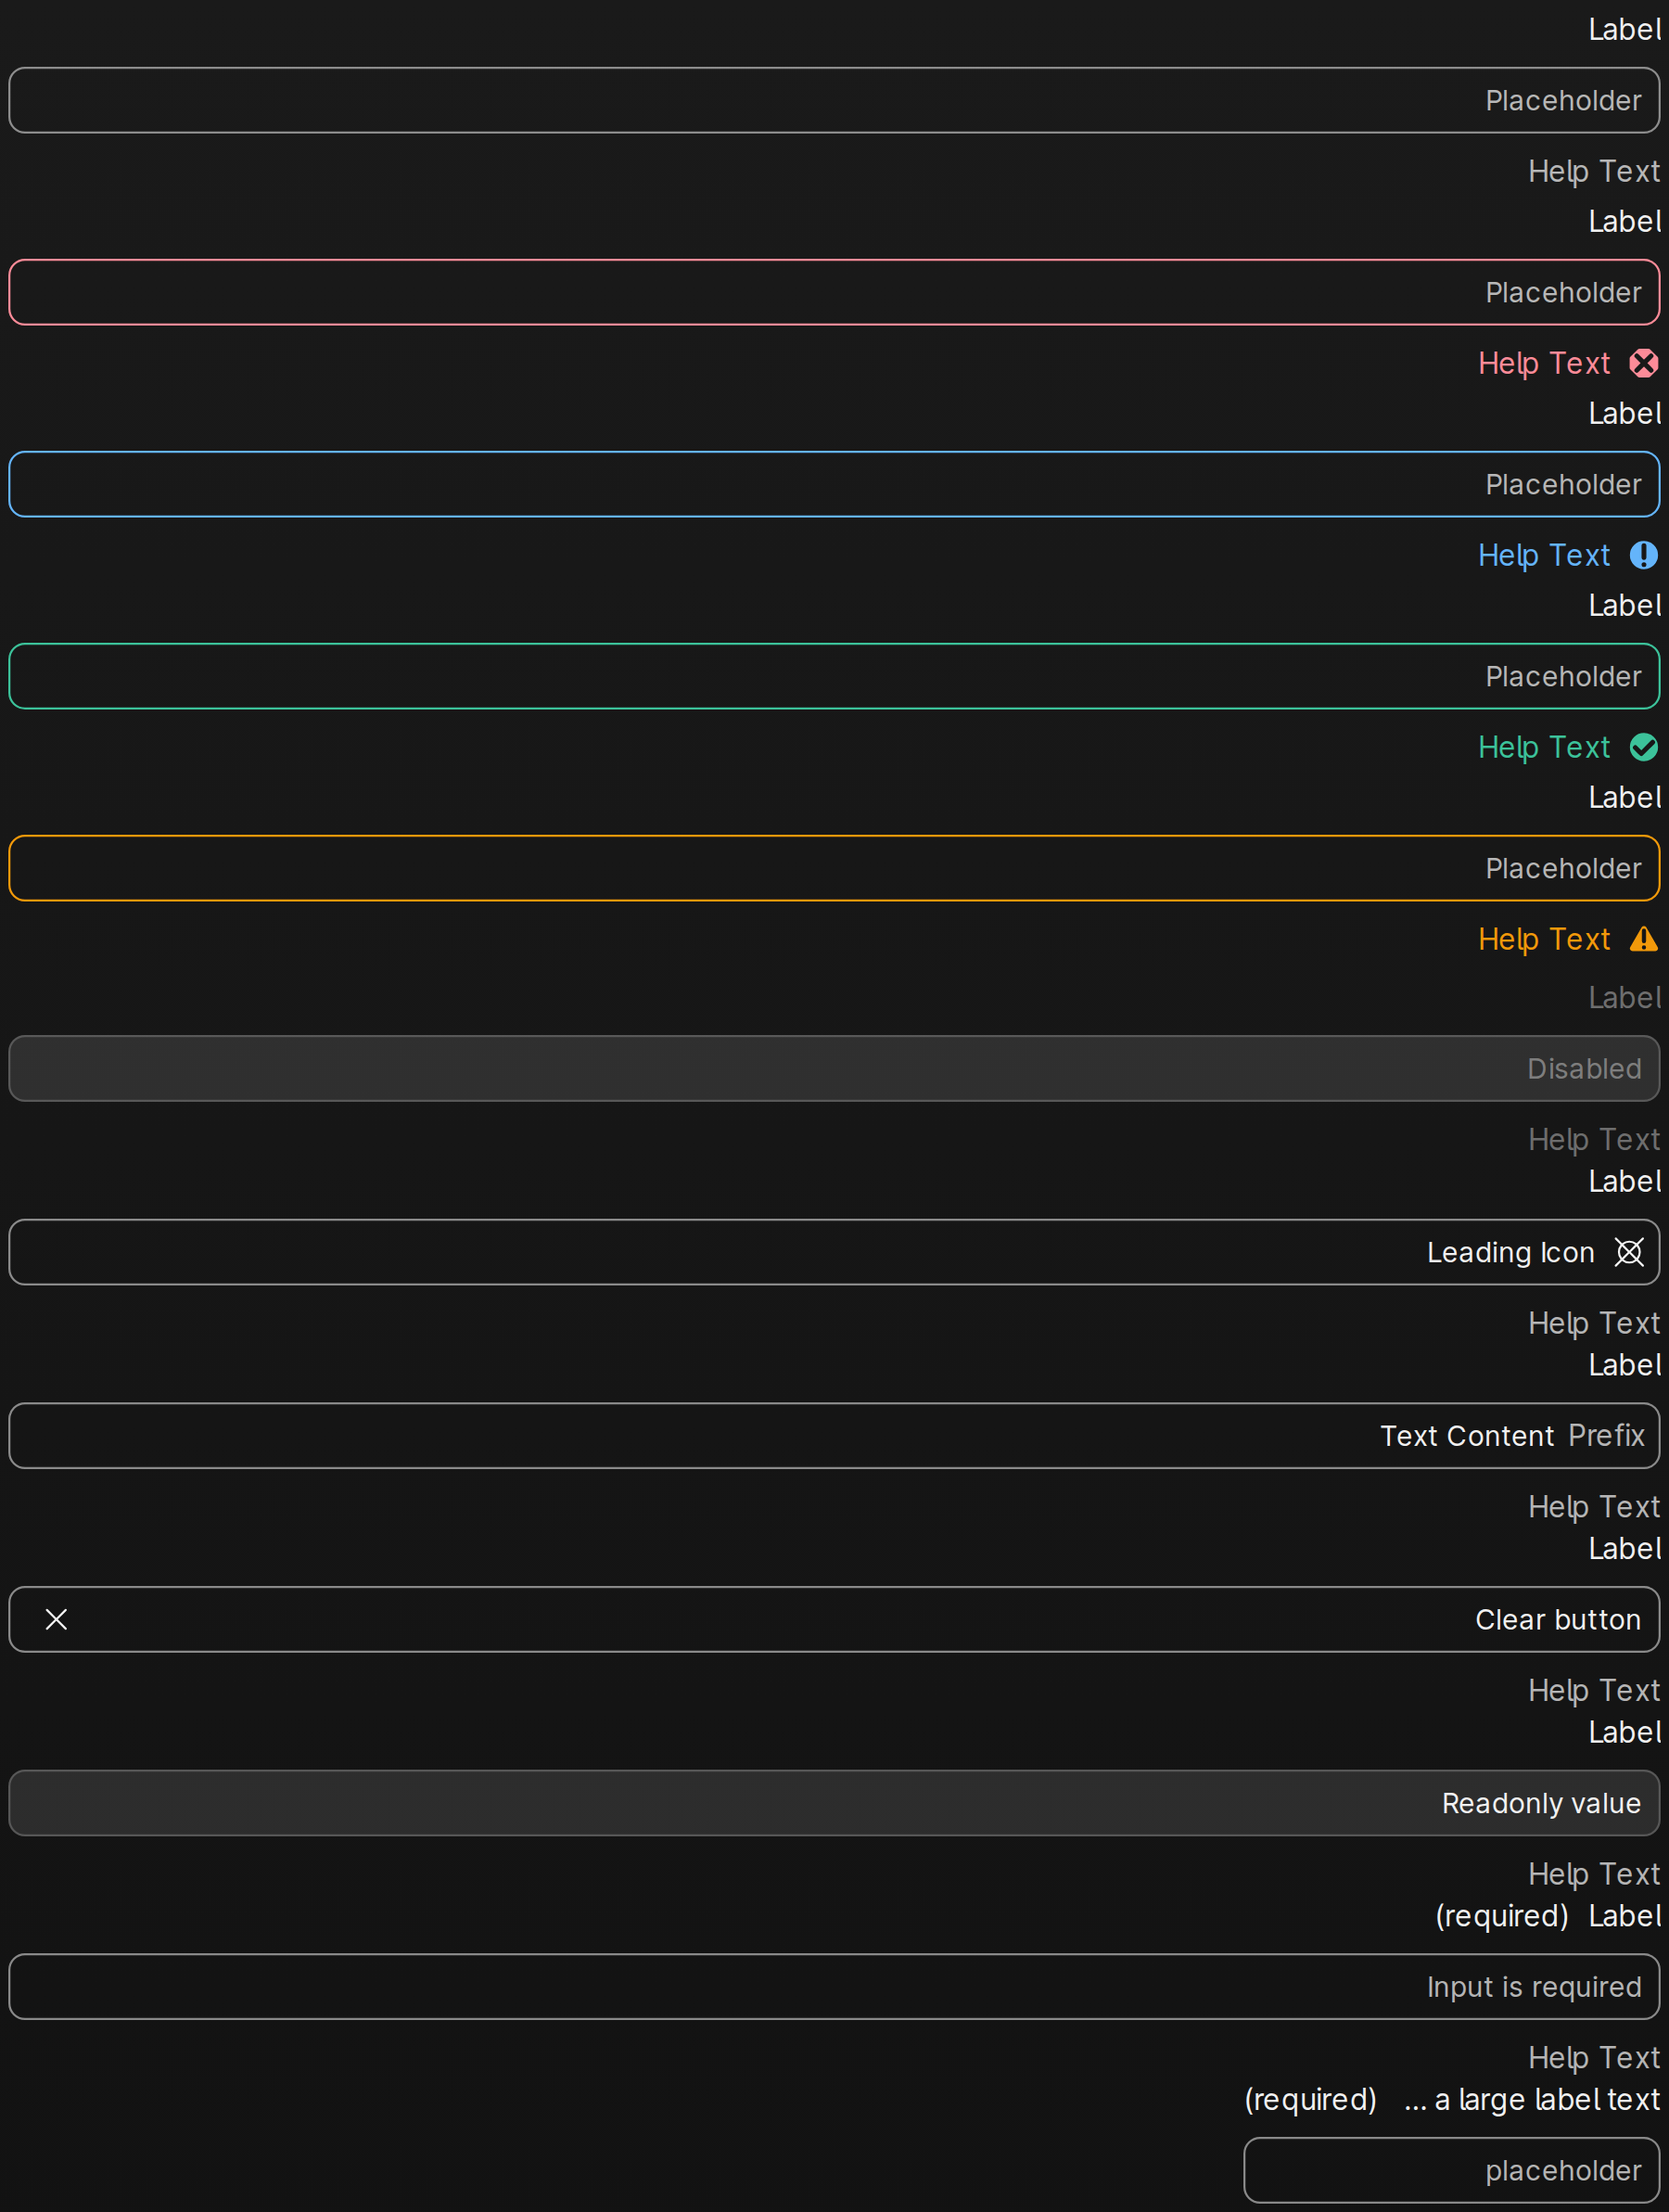 Label
Placeholder
Help Text
Label
Placeholder
Help Text
Label
Placeholder
Help Text
Label
Placeholder
Help Text
Label
Placeholder
Help Text
Label
Disabled
Help Text
Label
Leading Icon
Help Text
Label
Text Content Prefix
Help Text
Label
Clear button
Help Text
Label
Readonly value
Help Text
(required) Label
Input is required
Help Text
(required) ... a large label text
placeholder